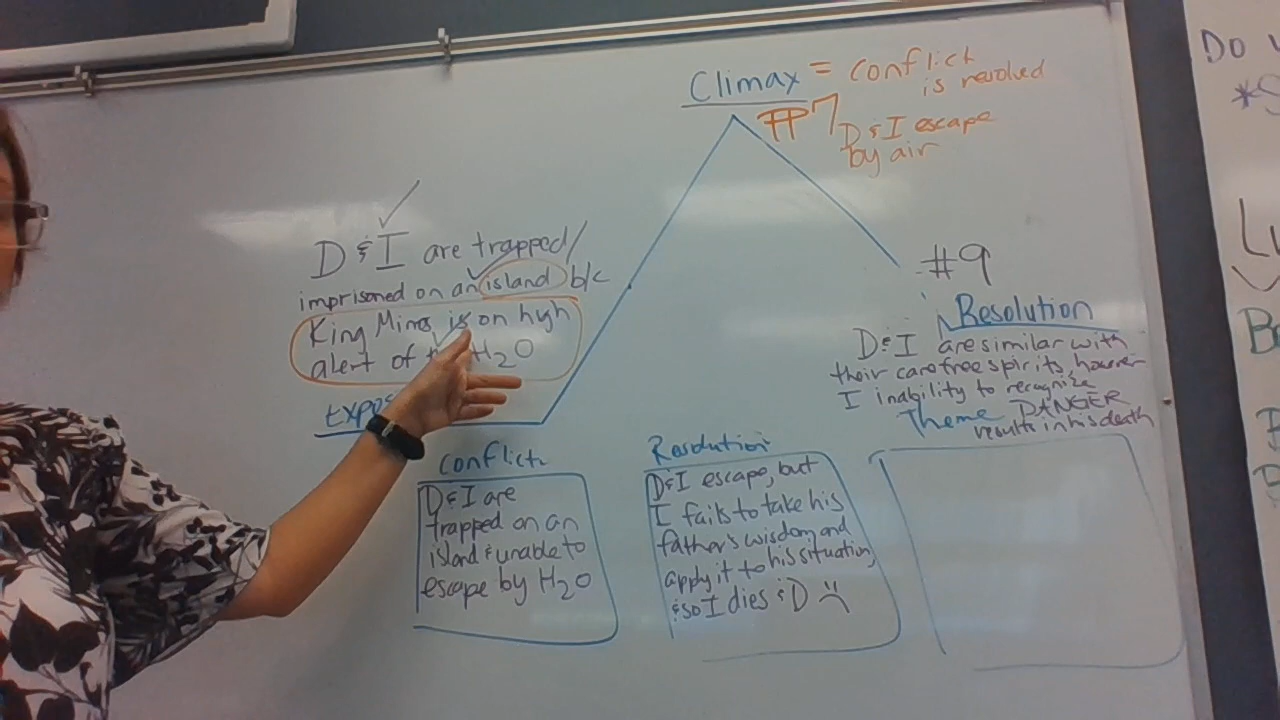 Climax = conflict
is resolved
D & I escape
by air
D & I are trapped/
imprisoned on an island b/c
King Minos is on high
alert of H2O
Expos
#9
Resolution
D & I are similar with
their carefree spirits, however
I inability to recognize
Theme DANGER
results in his death
Conflict
D & I are
trapped on an
island & unable to
escape by H2O
Resolution
D & I escape, but
I fails to take his
father's wisdom and
apply it to his situation,
& so I dies & D :(
Do